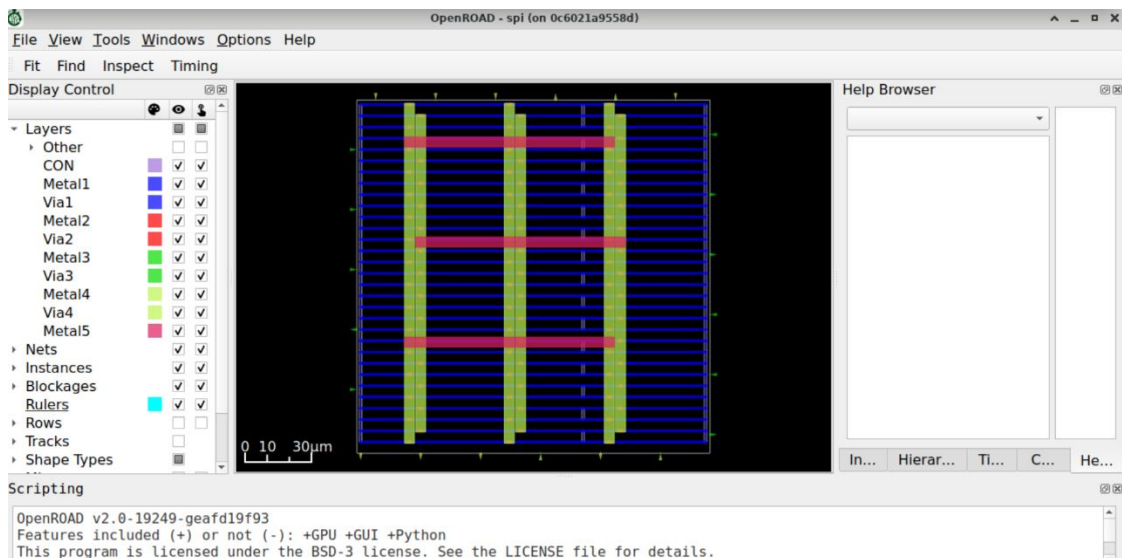 OpenROAD - spi (on 0c6021a9558d)
File View Tools Windows Options Help
Fit Find Inspect Timing
Display Control
Layers
Other
CON
Metal1
Via1
Metal2
Via2
Metal3
Via3
Metal4
Via4
Metal5
Nets
Instances
Blockages
Rulers
Rows
Tracks
Shape Types
0 10 30μm
Help Browser
In... Hierar... Ti... C... He...
Scripting
OpenROAD v2.0-19249-geafd19f93
Features included (+) or not (-): +GPU +GUI +Python
This program is licensed under the BSD-3 license. See the LICENSE file for details.